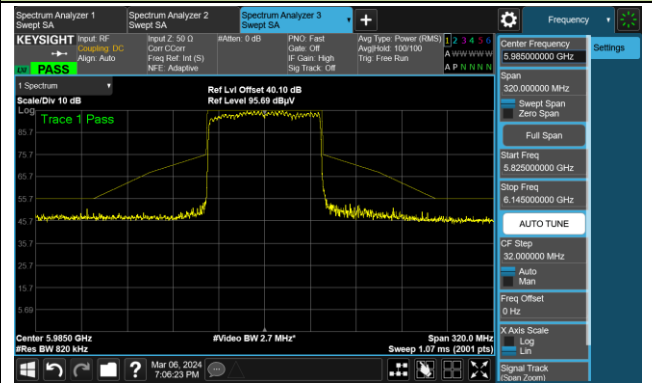 Spectrum Analyzer 1
Swept SA
Spectrum Analyzer 2
Swept SA
Spectrum Analyzer 3
Swept SA
Frequency
KEYSIGHT
Input: RF
Coupling: DC
Align: Auto
Input Z: 50 Ω
Corr CCorr
Freq Ref: Int (S)
NFE: Adaptive
#Atten: 0 dB
PNO: Fast
Gate: Off
IF Gain: High
Sig Track: Off
Avg Type: Power (RMS)
Avg|Hold: 100/100
Trig: Free Run
1 2 3 4 5 6
A W W W W W
A P N N N N
LNI PASS
1 Spectrum
Scale/Div 10 dB
Ref Lvl Offset 40.10 dB
Ref Level 95.69 dBµV
Log
Trace 1 Pass
85.7
75.7
65.7
55.7
45.7
35.7
25.7
15.7
5.69
Center 5.9850 GHz
#Res BW 820 kHz
#Video BW 2.7 MHz*
Span 320.0 MHz
Sweep 1.07 ms (2001 pts)
Mar 06, 2024
7:06:23 PM
Center Frequency
5.985000000 GHz
Settings
Span
320.000000 MHz
Swept Span
Zero Span
Full Span
Start Freq
5.825000000 GHz
Stop Freq
6.145000000 GHz
AUTO TUNE
CF Step
32.000000 MHz
Auto
Man
Freq Offset
0 Hz
X Axis Scale
Log
Lin
Signal Track
(Span Zoom)